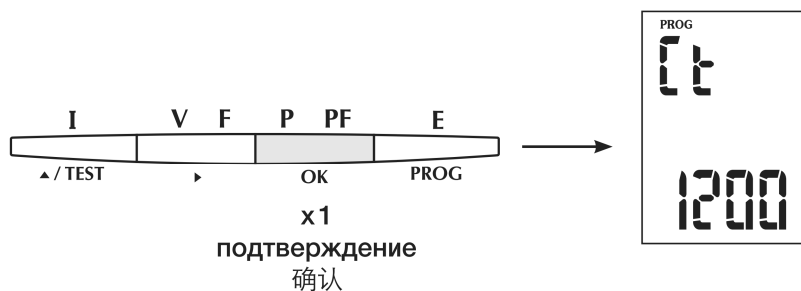 PROG
Ct
1200
I V F P PF E
▲ / TEST ► OK PROG
x1
подтверждение
确认